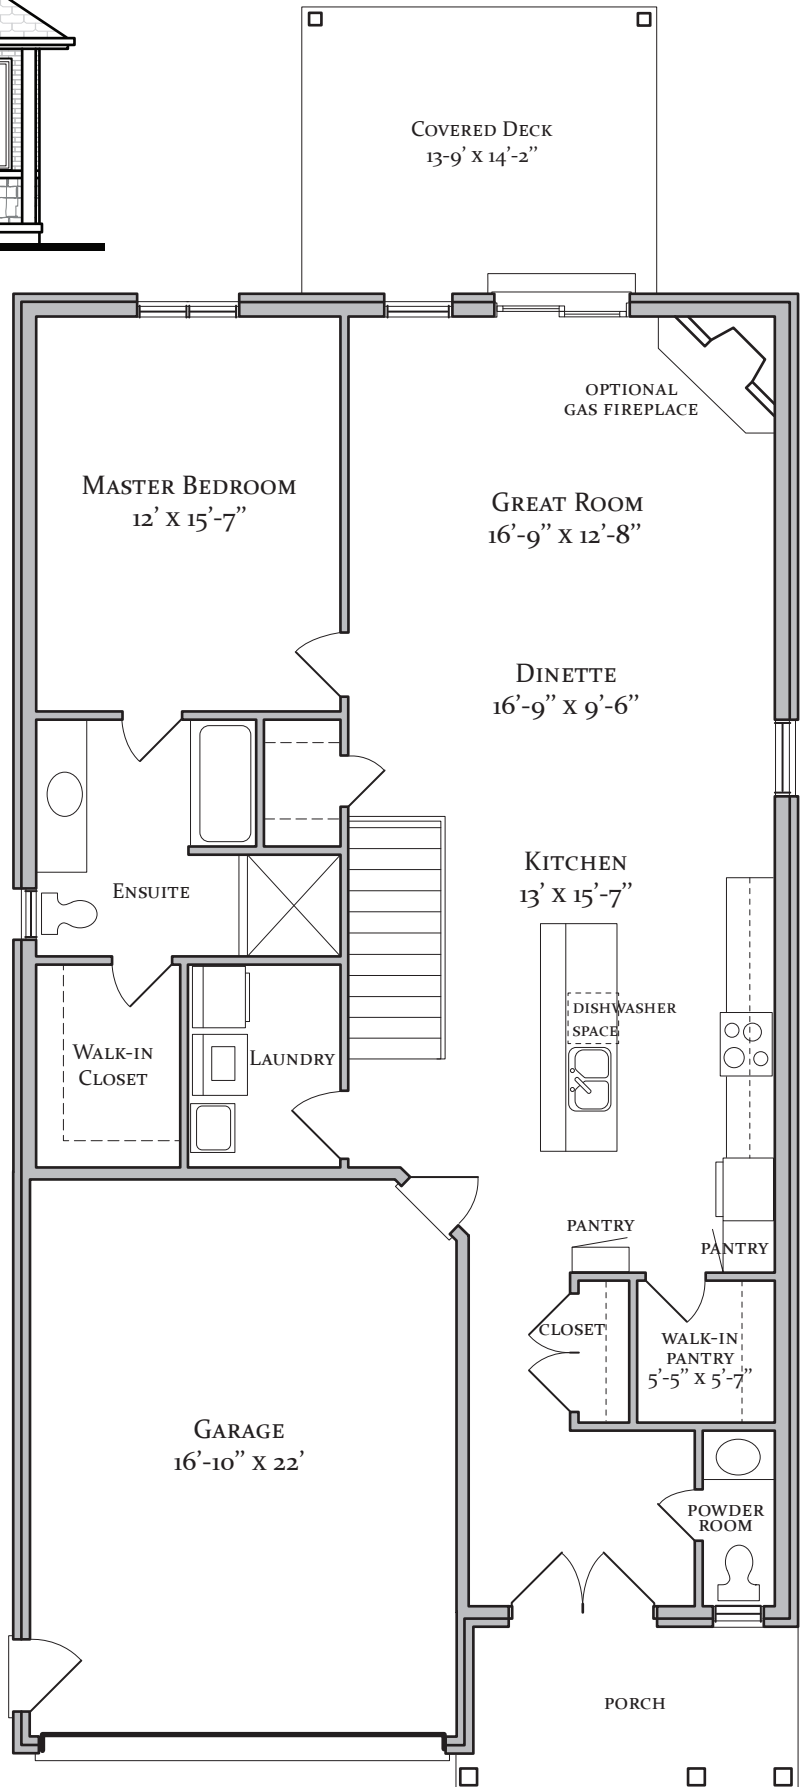 Covered Deck
13-9' x 14'-2"
OPTIONAL
GAS FIREPLACE
Master Bedroom
12' x 15'-7"
Great Room
16'-9" x 12'-8"
Dinette
16'-9" x 9'-6"
Kitchen
13' x 15'-7"
Ensuite
DISHWASHER
SPACE
Walk-in
Closet
Laundry
PANTRY
PANTRY
CLOSET
WALK-IN
PANTRY
5'-5" x 5'-7"
Garage
16'-10" x 22'
POWDER
ROOM
PORCH